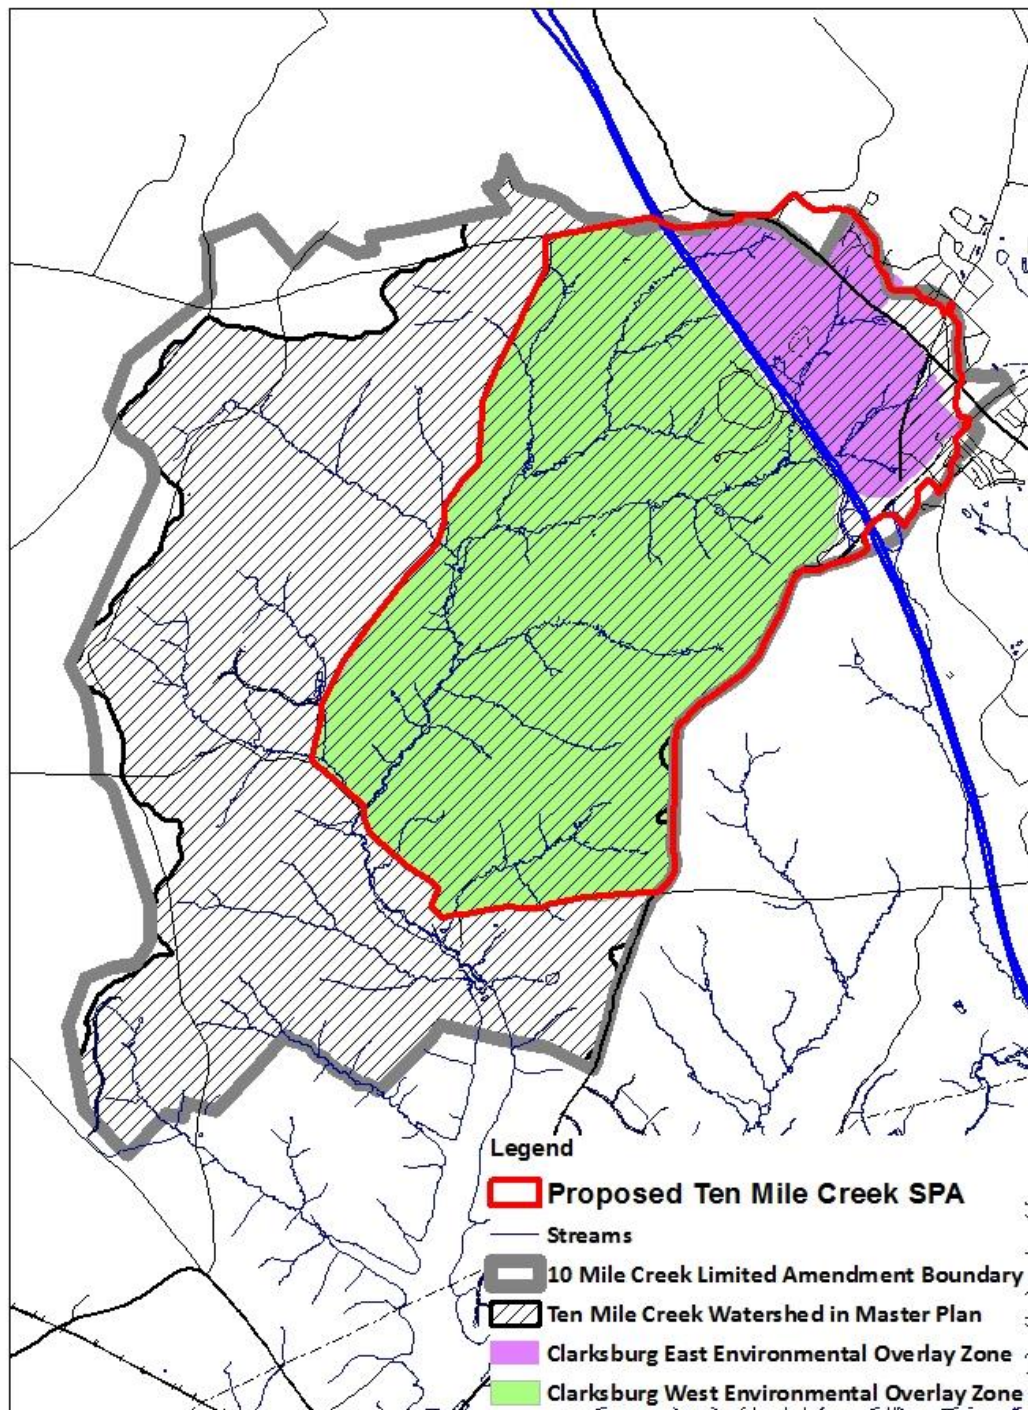 Legend
Proposed Ten Mile Creek SPA
Streams
10 Mile Creek Limited Amendment Boundary
Ten Mile Creek Watershed in Master Plan
Clarksburg East Environmental Overlay Zone
Clarksburg West Environmental Overlay Zone